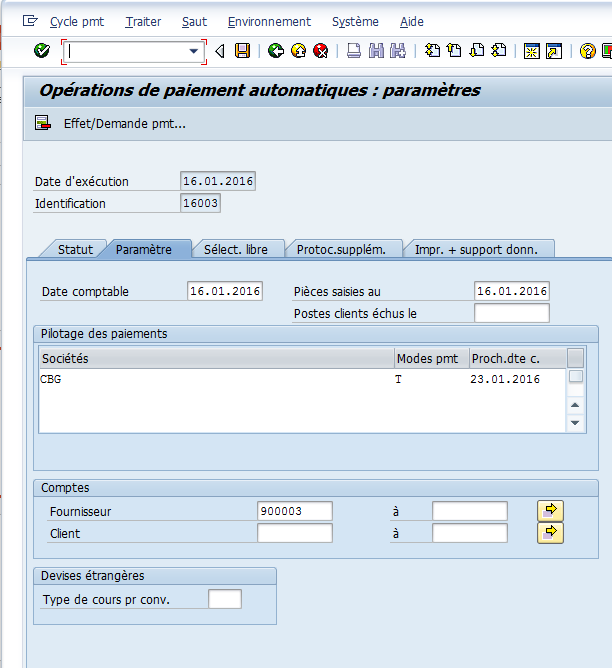 Cycle pmt Traiter Saut Environnement Système Aide
Opérations de paiement automatiques : paramètres
Effet/Demande pmt...
Date d'exécution 16.01.2016
Identification 16003
Statut Paramètre Sélect. libre Protoc.supplém. Impr. + support donn.
Date comptable 16.01.2016 Pièces saisies au 16.01.2016
Postes clients échus le
Pilotage des paiements
Sociétés Modes pmt Proch.dte c.
CBG T 23.01.2016
Comptes
Fournisseur 900003 à
Client à
Devises étrangères
Type de cours pr conv.